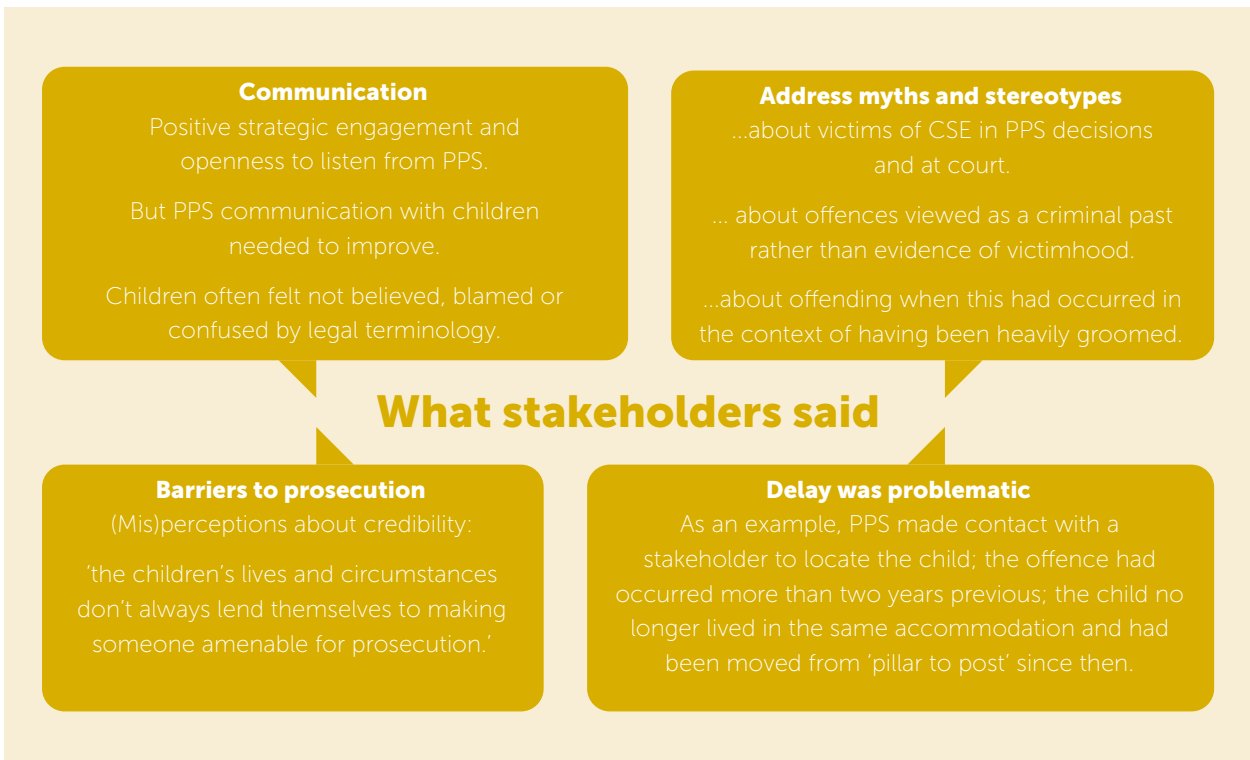 Communication
Positive strategic engagement and
openness to listen from PPS.
But PPS communication with children
needed to improve.
Children often felt not believed, blamed or
confused by legal terminology.
Address myths and stereotypes
...about victims of CSE in PPS decisions
and at court.
... about offences viewed as a criminal past
rather than evidence of victimhood.
...about offending when this had occurred in
the context of having been heavily groomed.
What stakeholders said
Barriers to prosecution
(Mis)perceptions about credibility:
‘the children’s lives and circumstances
don’t always lend themselves to making
someone amenable for prosecution.’
Delay was problematic
As an example, PPS made contact with a
stakeholder to locate the child; the offence had
occurred more than two years previous; the child no
longer lived in the same accommodation and had
been moved from ‘pillar to post’ since then.